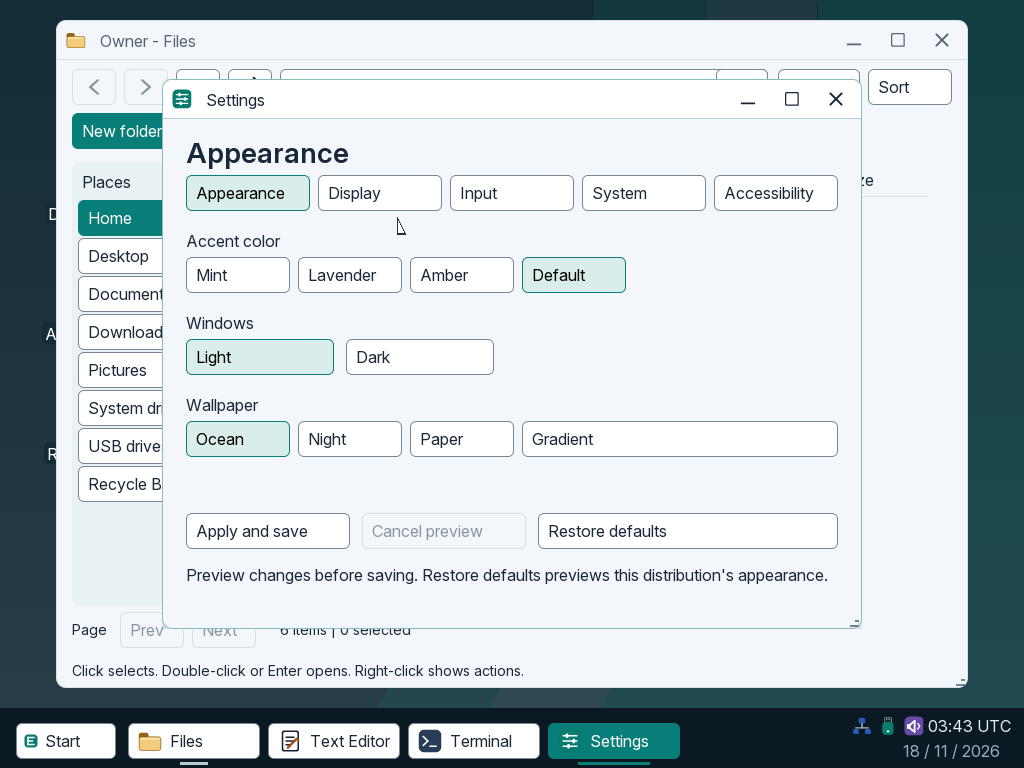 Owner - Files
Sort
New folder
Places
Home
Desktop
Document
Download
Pictures
System dri
USB drive
Recycle B
ze
Settings
Appearance
Appearance Display Input System Accessibility
Accent color
Mint Lavender Amber Default
Windows
Light Dark
Wallpaper
Ocean Night Paper Gradient
Apply and save Cancel preview Restore defaults
Preview changes before saving. Restore defaults previews this distribution's appearance.
Page Prev Next 6 items | 0 selected
Click selects. Double-click or Enter opens. Right-click shows actions.
Start Files Text Editor Terminal Settings
03:43 UTC
18 / 11 / 2026